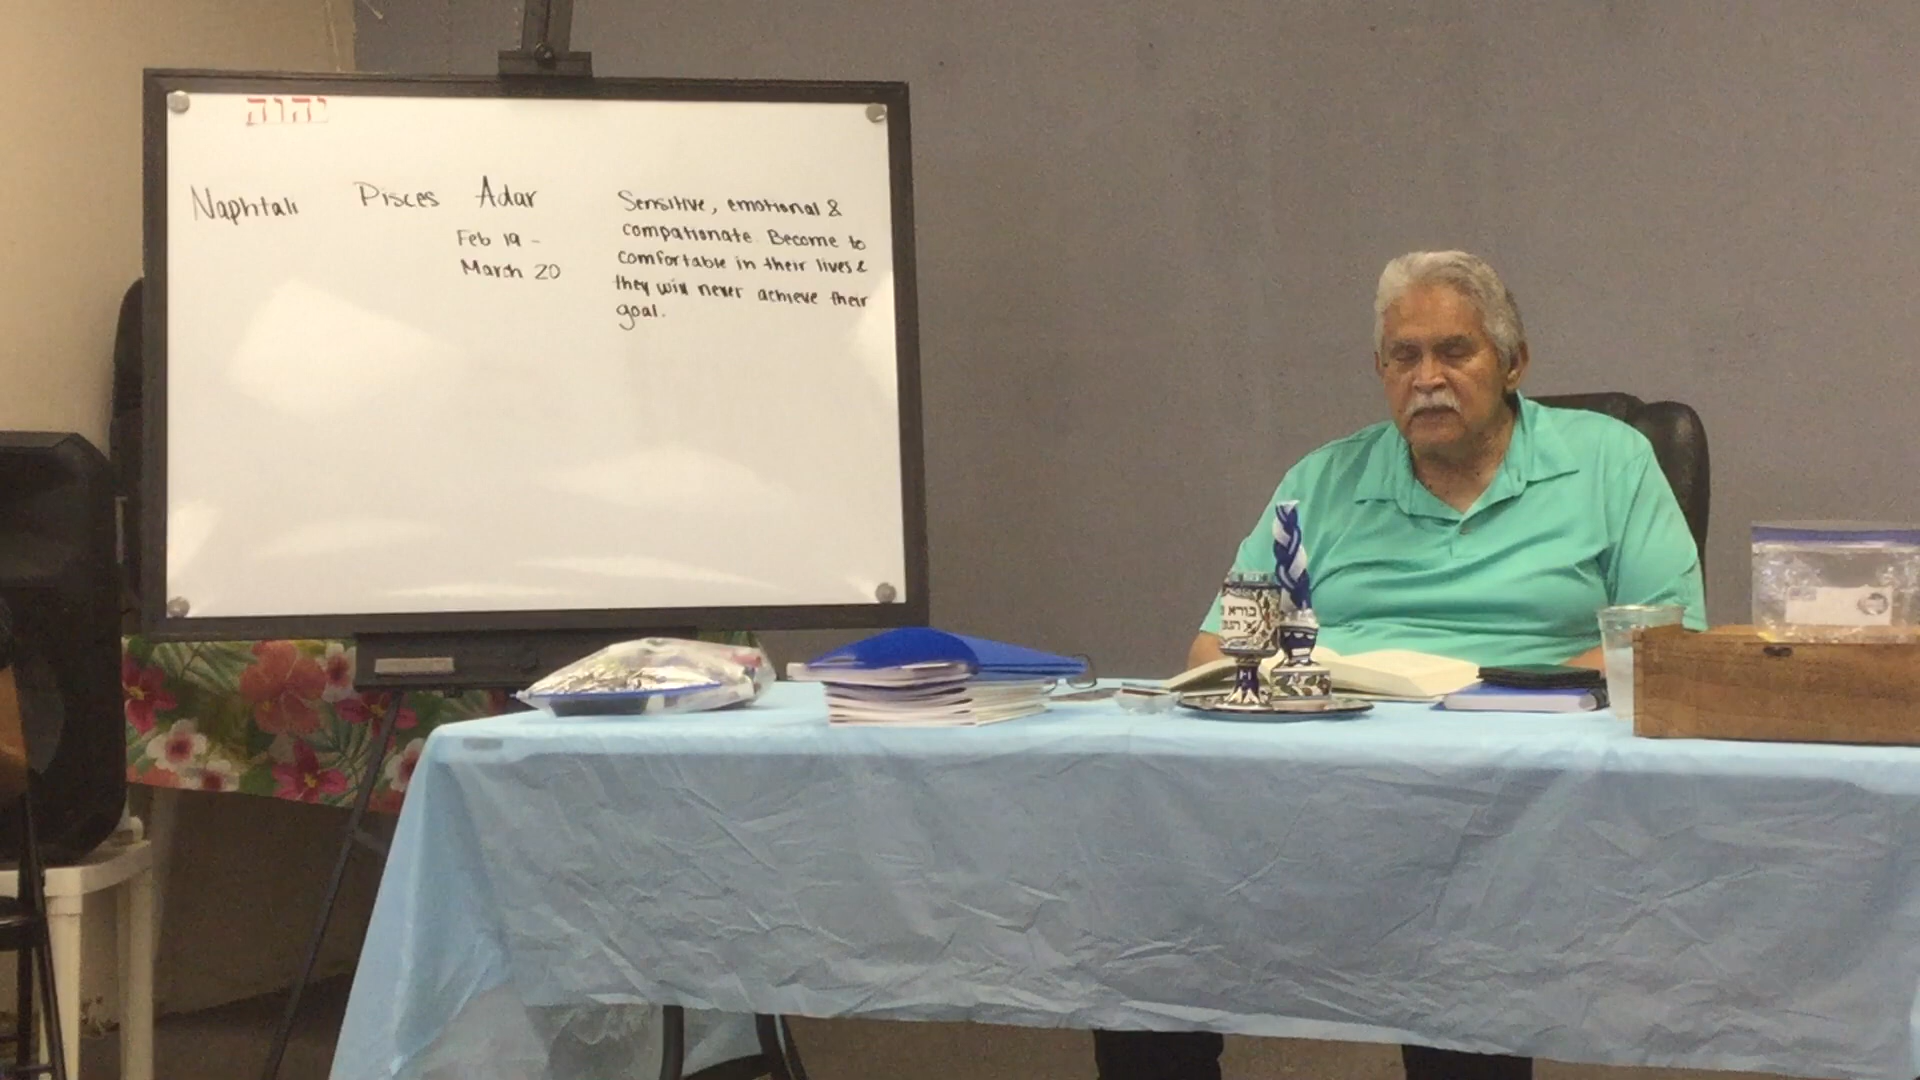 יהוה
Naphtali Pisces Adar
Feb 19 -
March 20
Sensitive, emotional &
compationate. Become to
comfortable in their lives &
they will never achieve their
goal.
בורא